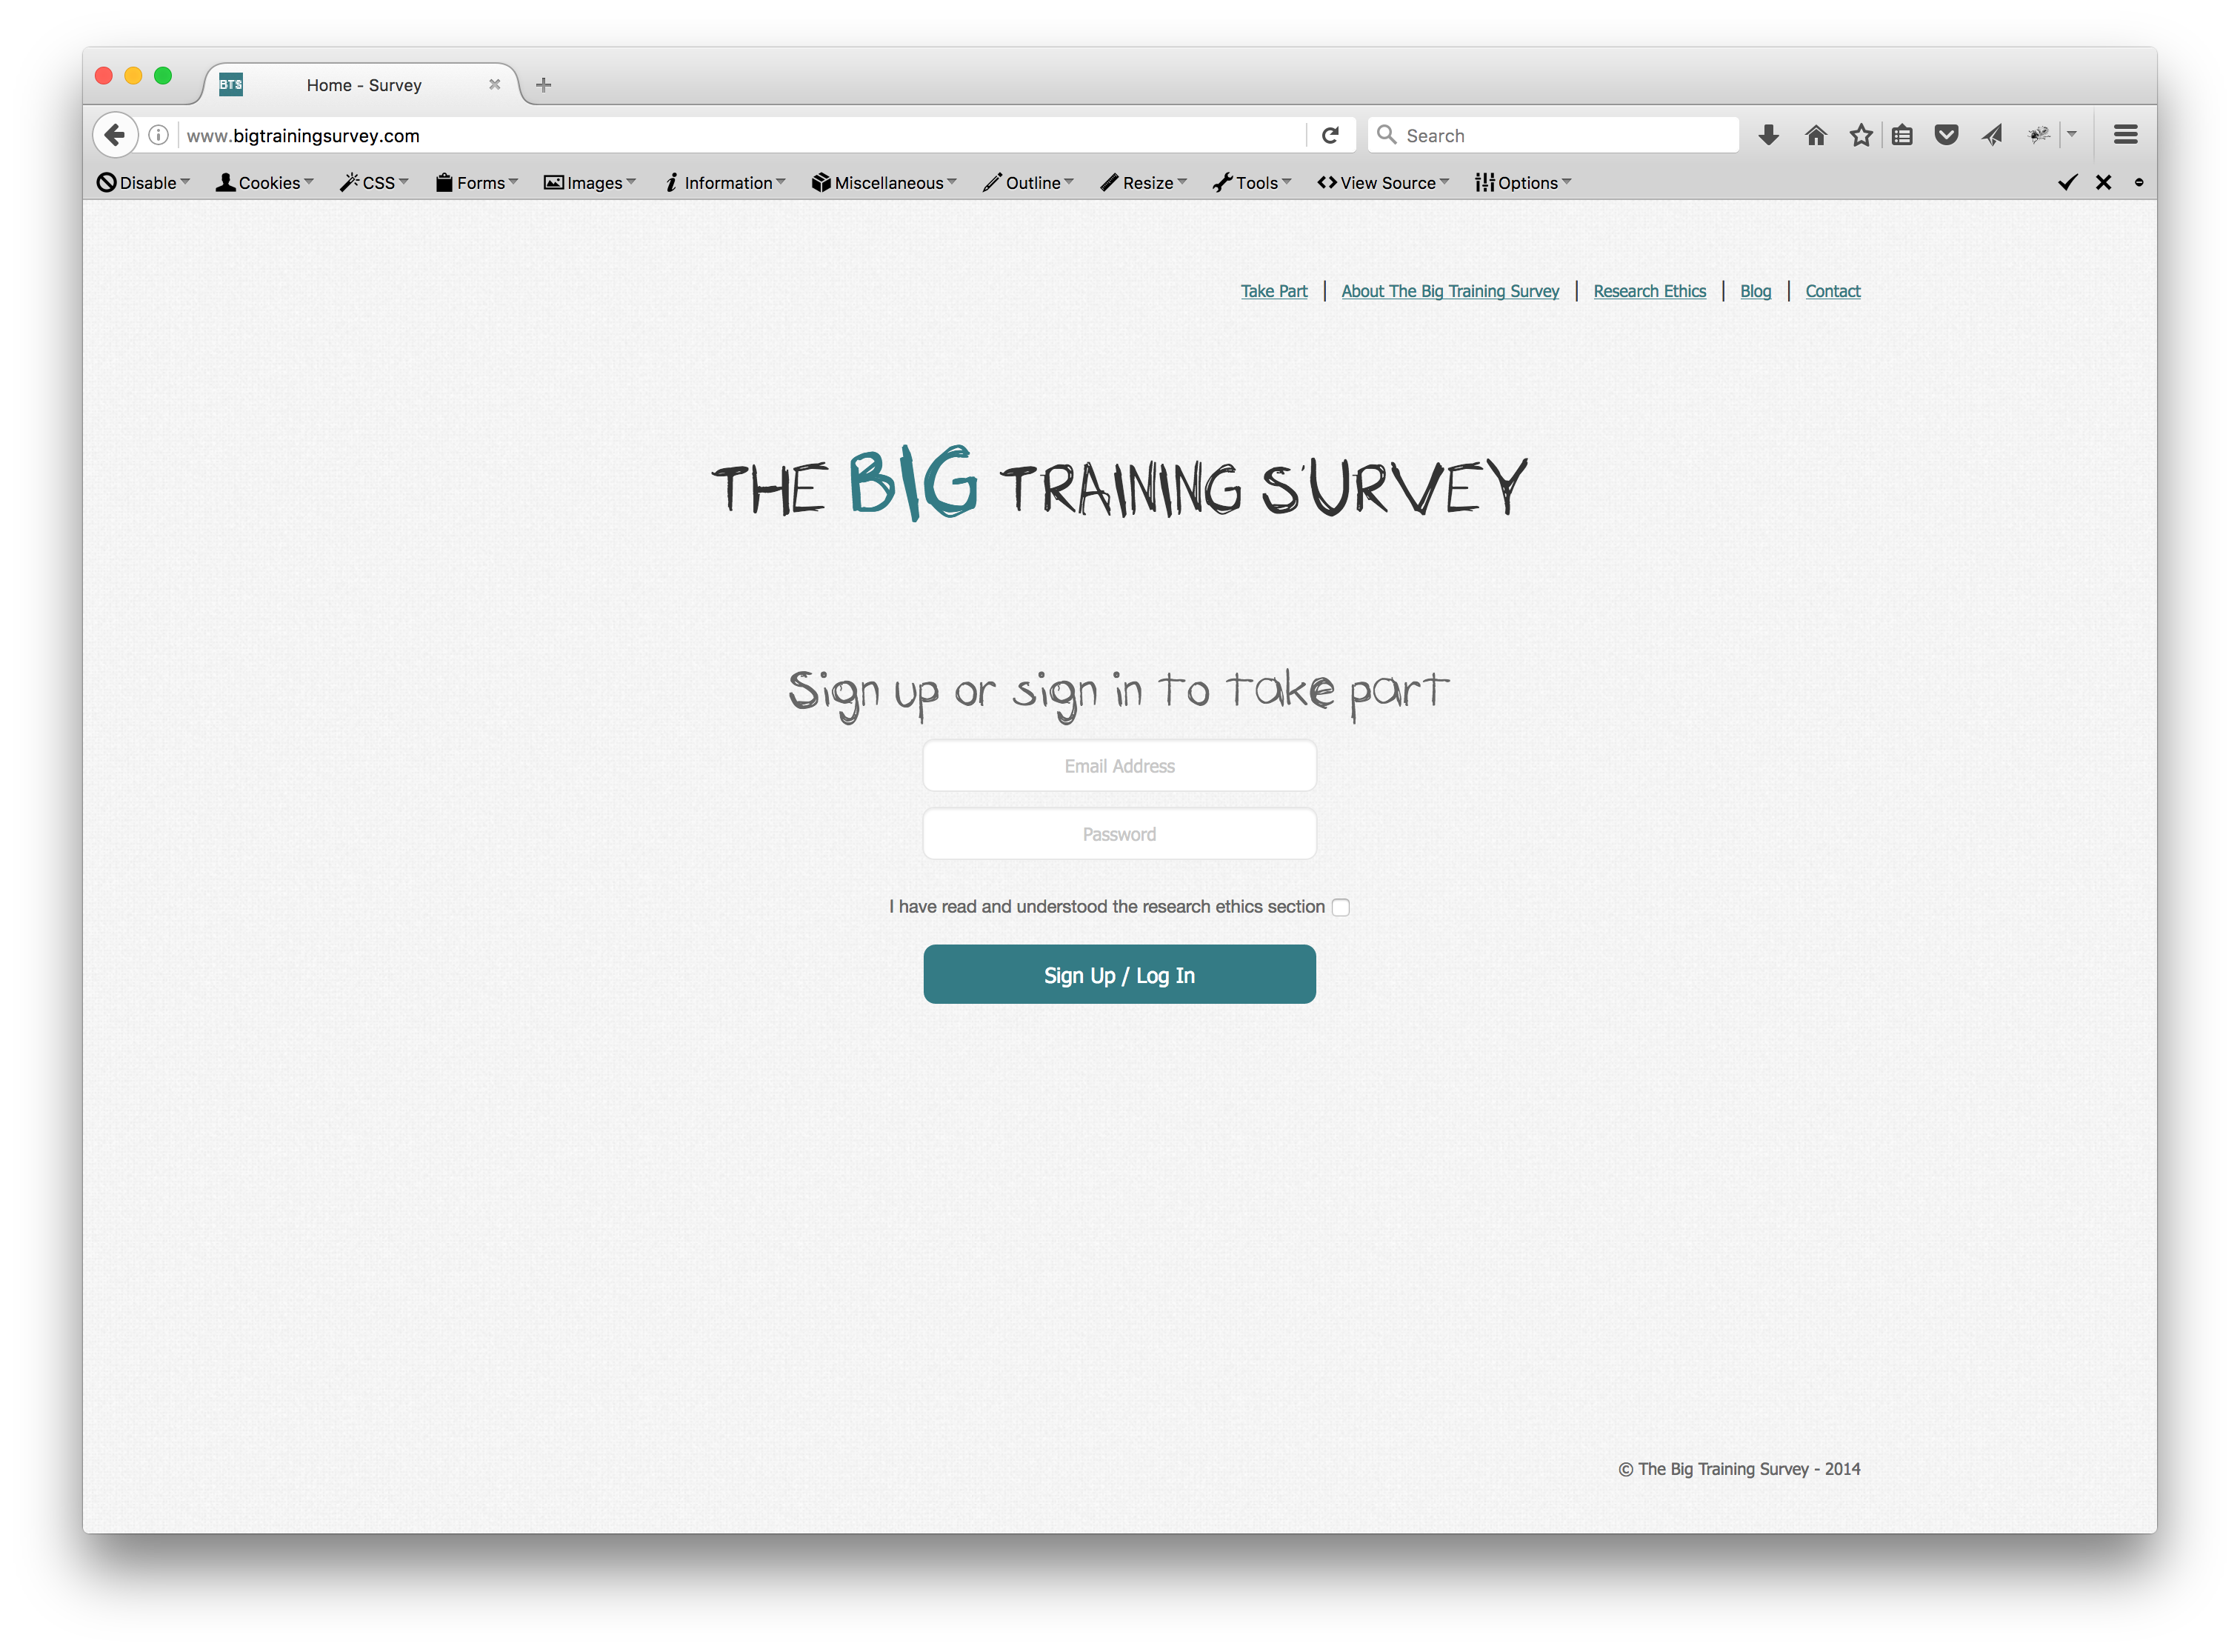 BTS Home - Survey
www.bigtrainingsurvey.com Search
Disable Cookies CSS Forms Images Information Miscellaneous Outline Resize Tools View Source Options
Take Part | About The Big Training Survey | Research Ethics | Blog | Contact
THE BIG TRAINING SURVEY
Sign up or sign in to take part
Email Address
Password
I have read and understood the research ethics section
Sign Up / Log In
© The Big Training Survey - 2014